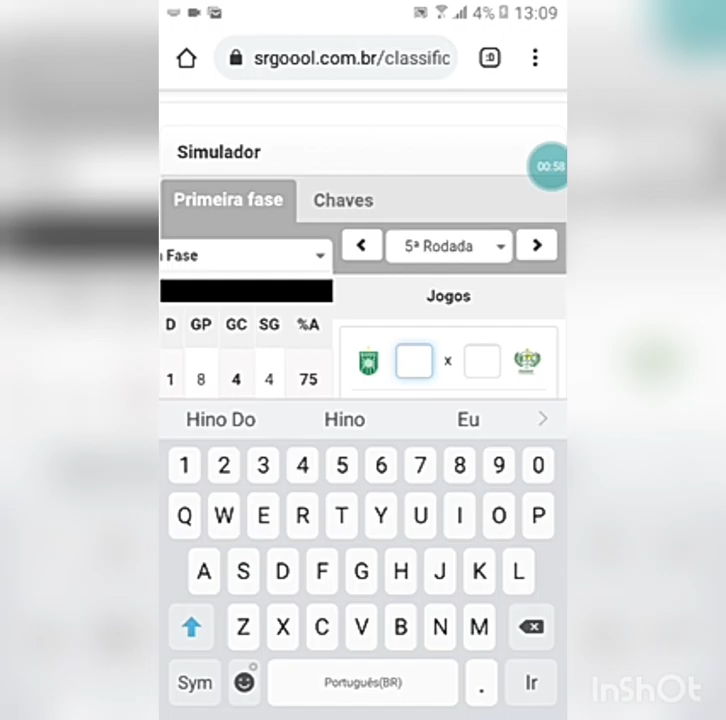 4% 13:09
srgoool.com.br/classific :D
Simulador
00:58
Primeira fase Chaves
Fase
5ª Rodada
Jogos
D GP GC SG %A
x
1 8 4 4 75
Hino Do Hino Eu
1 2 3 4 5 6 7 8 9 0
Q W E R T Y U I O P
A S D F G H J K L
Z X C V B N M
Sym Português(BR) . Ir
InShOt